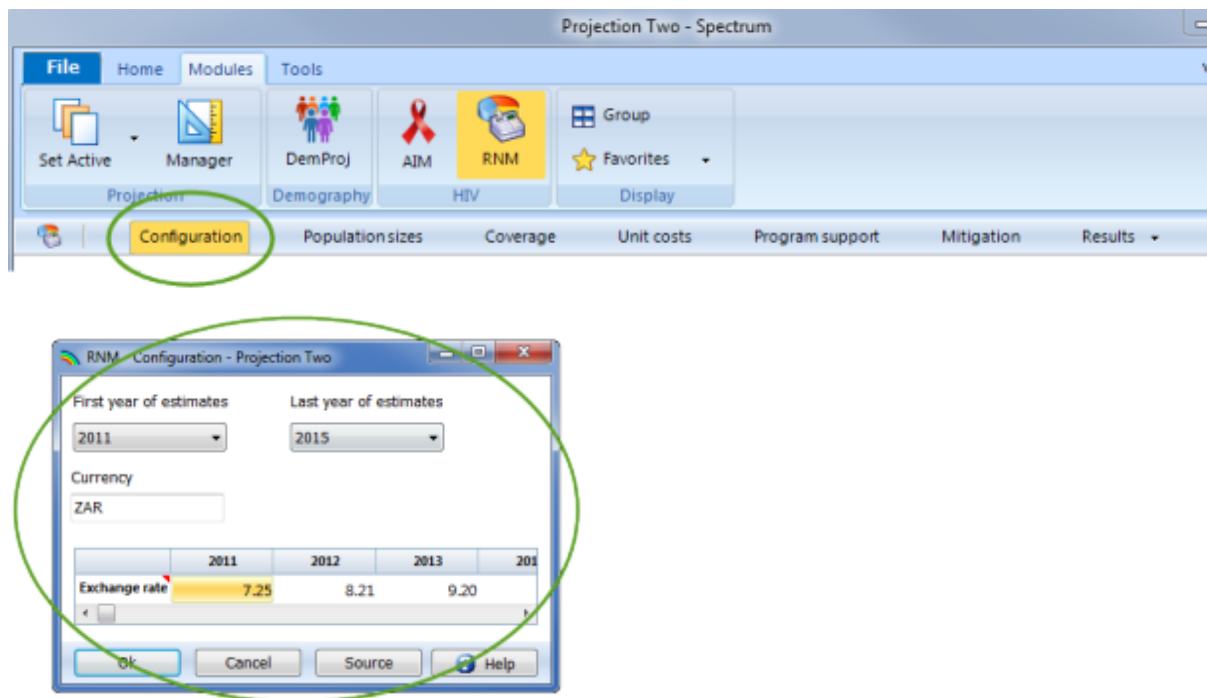 Projection Two - Spectrum
File Home Modules Tools
Set Active Manager DemProj AIM RNM Group
Favorites
Projection Demography HIV Display
Configuration Population sizes Coverage Unit costs Program support Mitigation Results
RNM - Configuration - Projection Two
First year of estimates Last year of estimates
2011 2015
Currency
ZAR
2011 2012 2013 201
Exchange rate 7.25 8.21 9.20
Ok Cancel Source Help